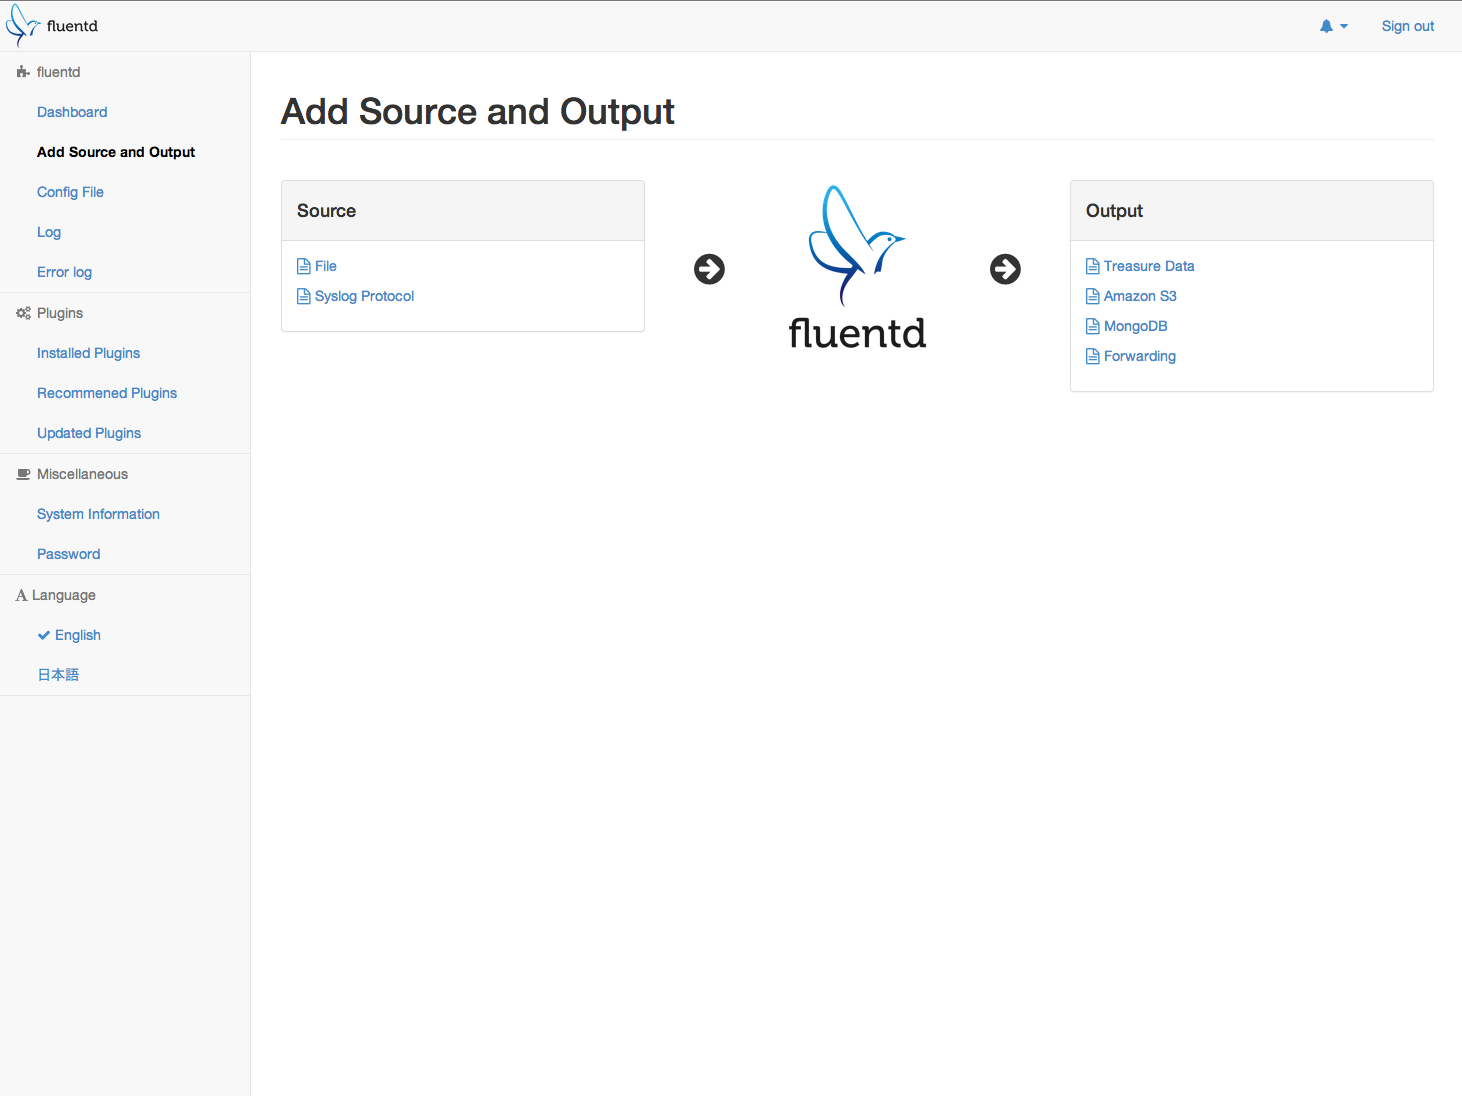 fluentd
Sign out
fluentd
Dashboard
Add Source and Output
Config File
Log
Error log
Plugins
Installed Plugins
Recommened Plugins
Updated Plugins
Miscellaneous
System Information
Password
Language
English
日本語
Add Source and Output
Source
File
Syslog Protocol
fluentd
Output
Treasure Data
Amazon S3
MongoDB
Forwarding